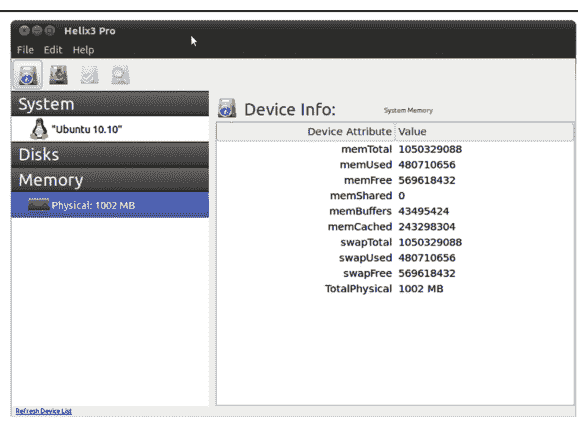 Helix3 Pro
File Edit Help
System
"Ubuntu 10.10"
Disks
Memory
Physical: 1002 MB
Refresh Device List
Device Info: System Memory
Device Attribute Value
memTotal 1050329088
memUsed 480710656
memFree 569618432
memShared 0
memBuffers 43495424
memCached 243298304
swapTotal 1050329088
swapUsed 480710656
swapFree 569618432
TotalPhysical 1002 MB